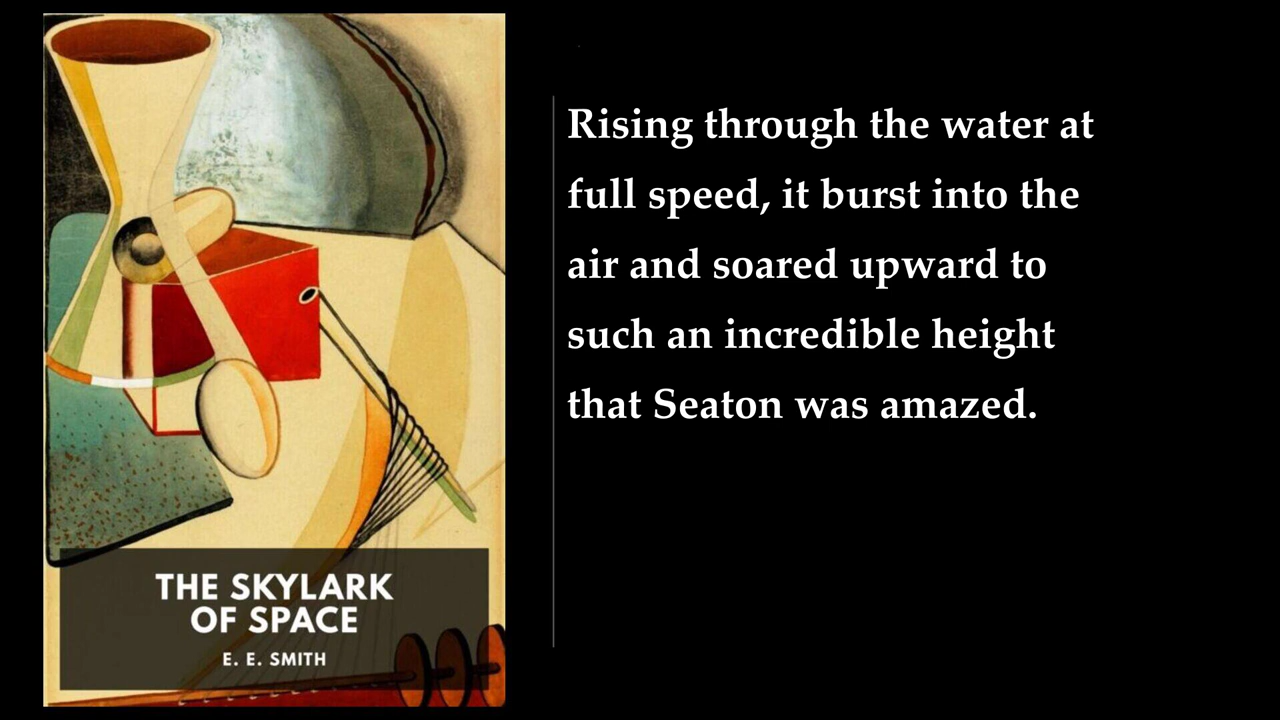 Rising through the water at
full speed, it burst into the
air and soared upward to
such an incredible height
that Seaton was amazed.
THE SKYLARK
OF SPACE
E. E. SMITH